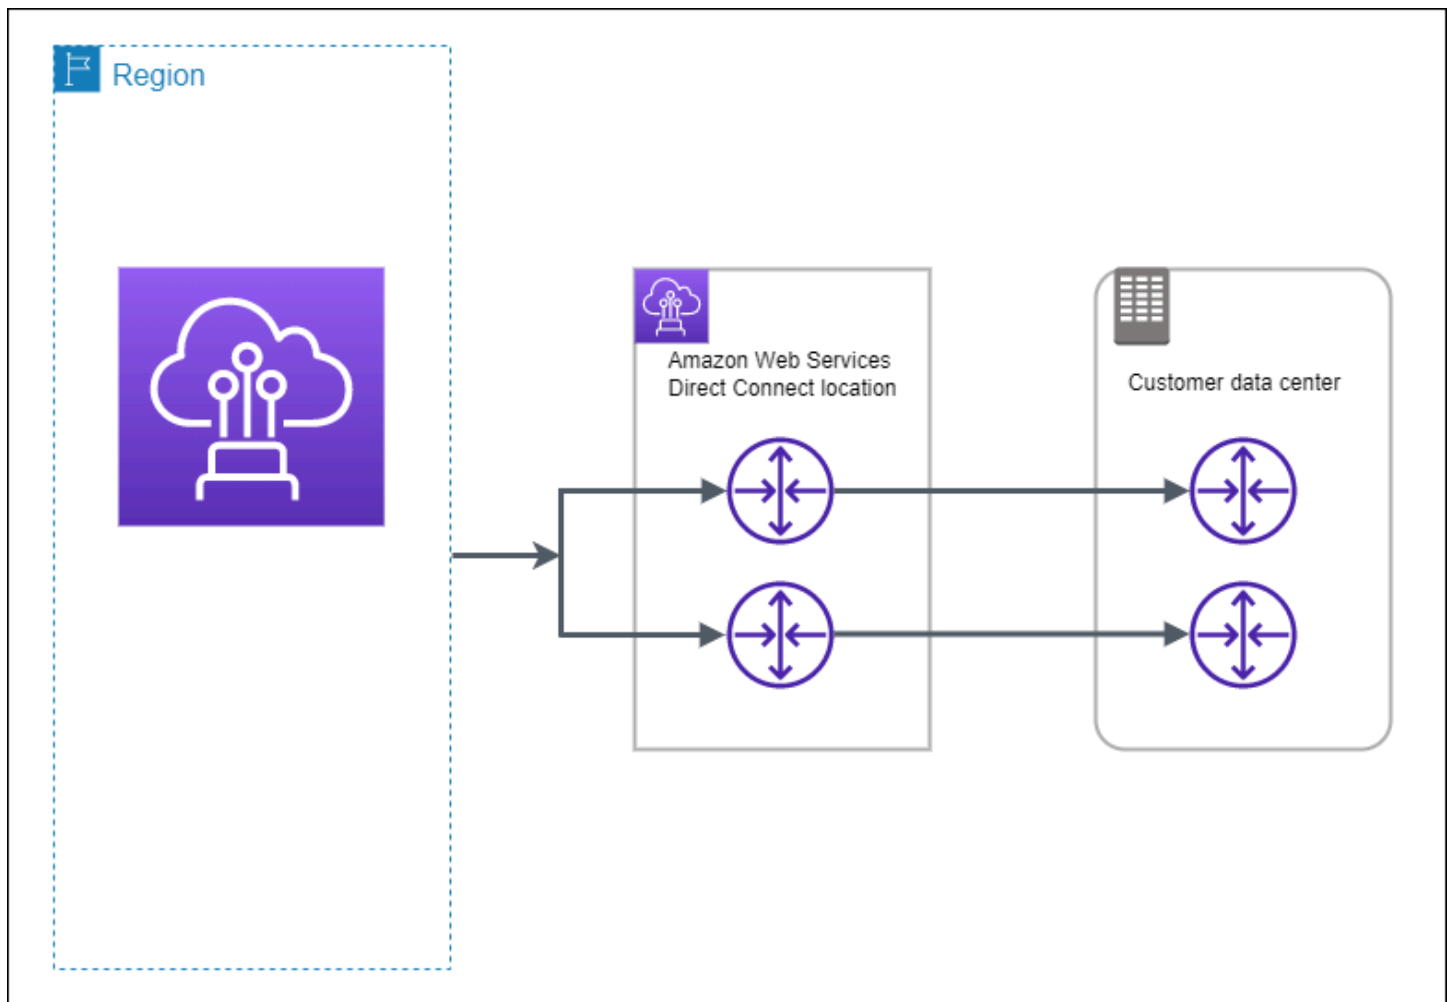 Region
Amazon Web Services
Direct Connect location
Customer data center